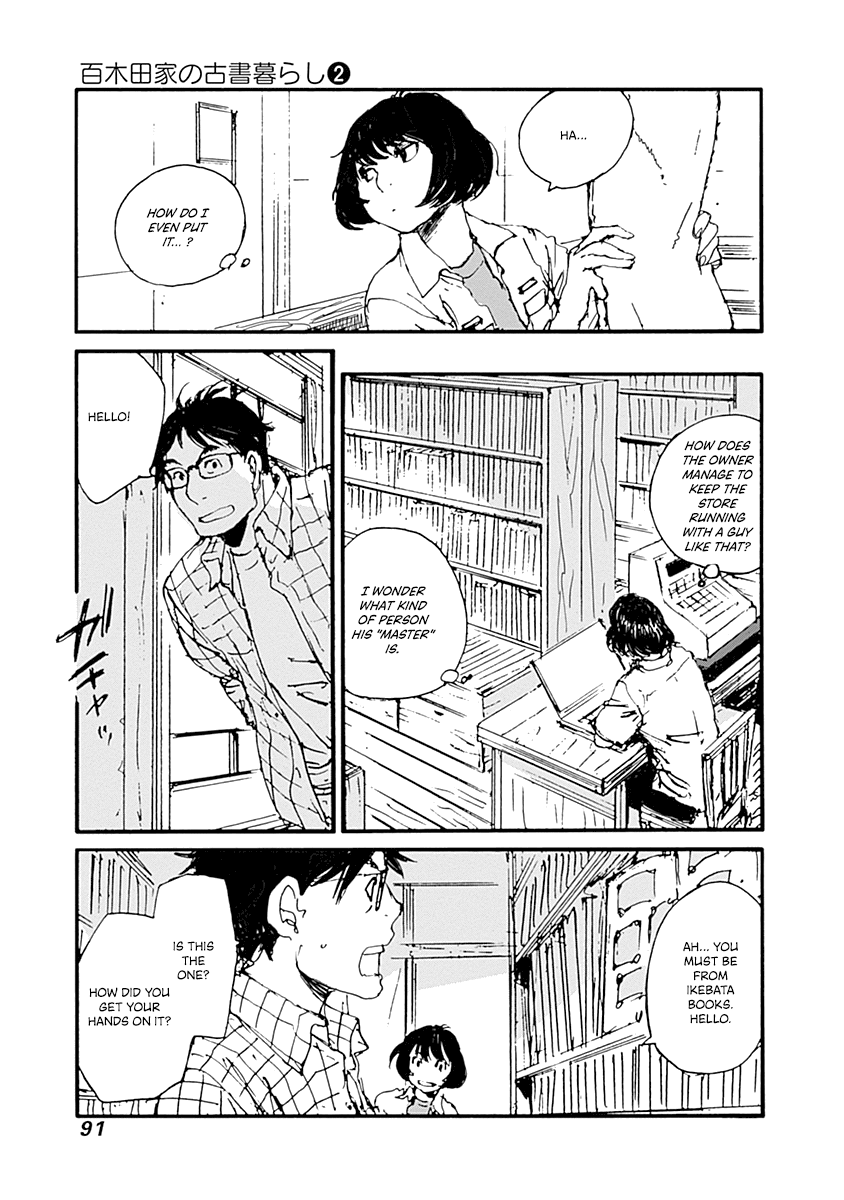 百木田家の古書暮らし❷
HA...
HOW DO I
EVEN PUT
IT... ?
HOW DOES
THE OWNER
MANAGE TO
KEEP THE
STORE
RUNNING
WITH A GUY
LIKE THAT?
I WONDER
WHAT KIND
OF PERSON
HIS "MASTER"
IS.
HELLO!
ガチャッ
AH... YOU
MUST BE
FROM
IKEBATA
BOOKS.
HELLO.
IS THIS
THE
ONE?
HOW DID YOU
GET YOUR
HANDS ON IT?
91